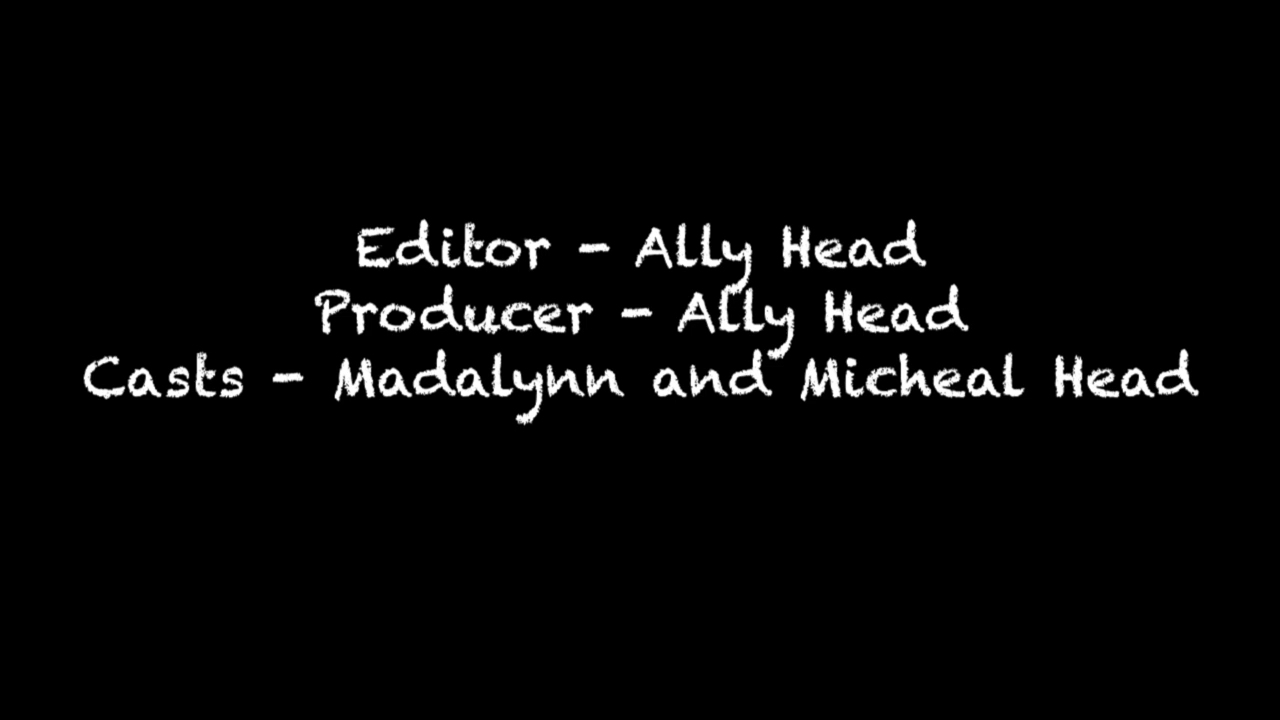 Editor - Ally Head
Producer - Ally Head
Casts - Madalynn and Micheal Head